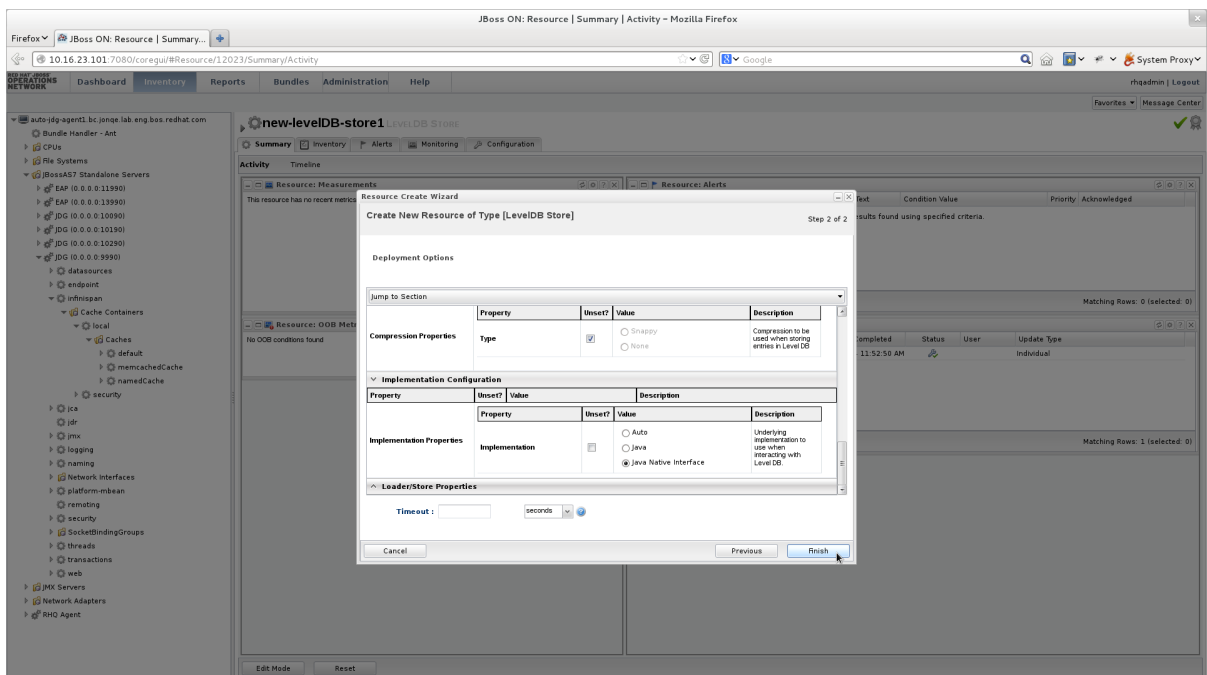 JBoss ON: Resource | Summary | Activity - Mozilla Firefox
Firefox
JBoss ON: Resource | Summary...
10.16.23.101:7080/coregui/#Resource/12023/Summary/Activity
Google
System Proxy
RED HAT JBOSS
OPERATIONS
NETWORK
Dashboard Inventory Reports Bundles Administration Help
rhqadmin | Logout
Favorites Message Center
auto-jdg-agent1.bc.jonqe.lab.eng.bos.redhat.com
Bundle Handler - Ant
CPUs
File Systems
JBossAS7 Standalone Servers
EAP (0.0.0.0:11990)
EAP (0.0.0.0:13990)
JDG (0.0.0.0:10090)
JDG (0.0.0.0:10190)
JDG (0.0.0.0:10290)
JDG (0.0.0.0:9990)
datasources
endpoint
infinispan
Cache Containers
local
Caches
default
memcachedCache
namedCache
security
jca
jdr
jmx
logging
naming
Network Interfaces
platform-mbean
remoting
security
SocketBindingGroups
threads
transactions
web
JMX Servers
Network Adapters
RHQ Agent
new-levelDB-store1 LEVELDB STORE
Summary Inventory Alerts Monitoring Configuration
Activity Timeline
Resource: Measurements
This resource has no recent metrics
Resource: Alerts
Text Condition Value Priority Acknowledged
esults found using specified criteria.
Matching Rows: 0 (selected: 0)
Resource: OOB Metr
No OOB conditions found
ompleted Status User Update Type
11:52:50 AM Individual
Matching Rows: 1 (selected: 0)
Edit Mode Reset
Resource Create Wizard
Create New Resource of Type [LevelDB Store]
Step 2 of 2
Deployment Options
Jump to Section
Property Unset? Value Description
Compression Properties
Type
Snappy
None
Compression to be
used when storing
entries in Level DB
Implementation Configuration
Property Unset? Value Description
Property Unset? Value Description
Implementation Properties
Implementation
Auto
Java
Java Native Interface
Underlying
implementation to
use when
interacting with
Level DB.
Loader/Store Properties
Timeout :
seconds
Cancel Previous Finish